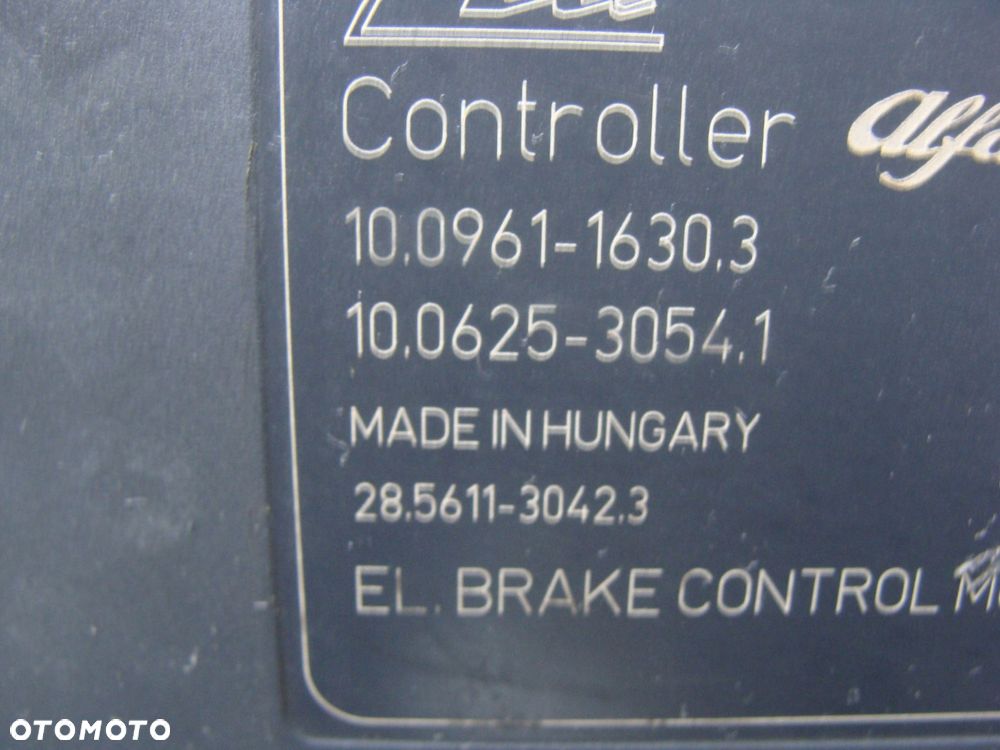 Controller
10.0961-1630.3
10.0625-3054.1
MADE IN HUNGARY
28.5611-3042.3
EL. BRAKE CONTROL
OTOMOTO